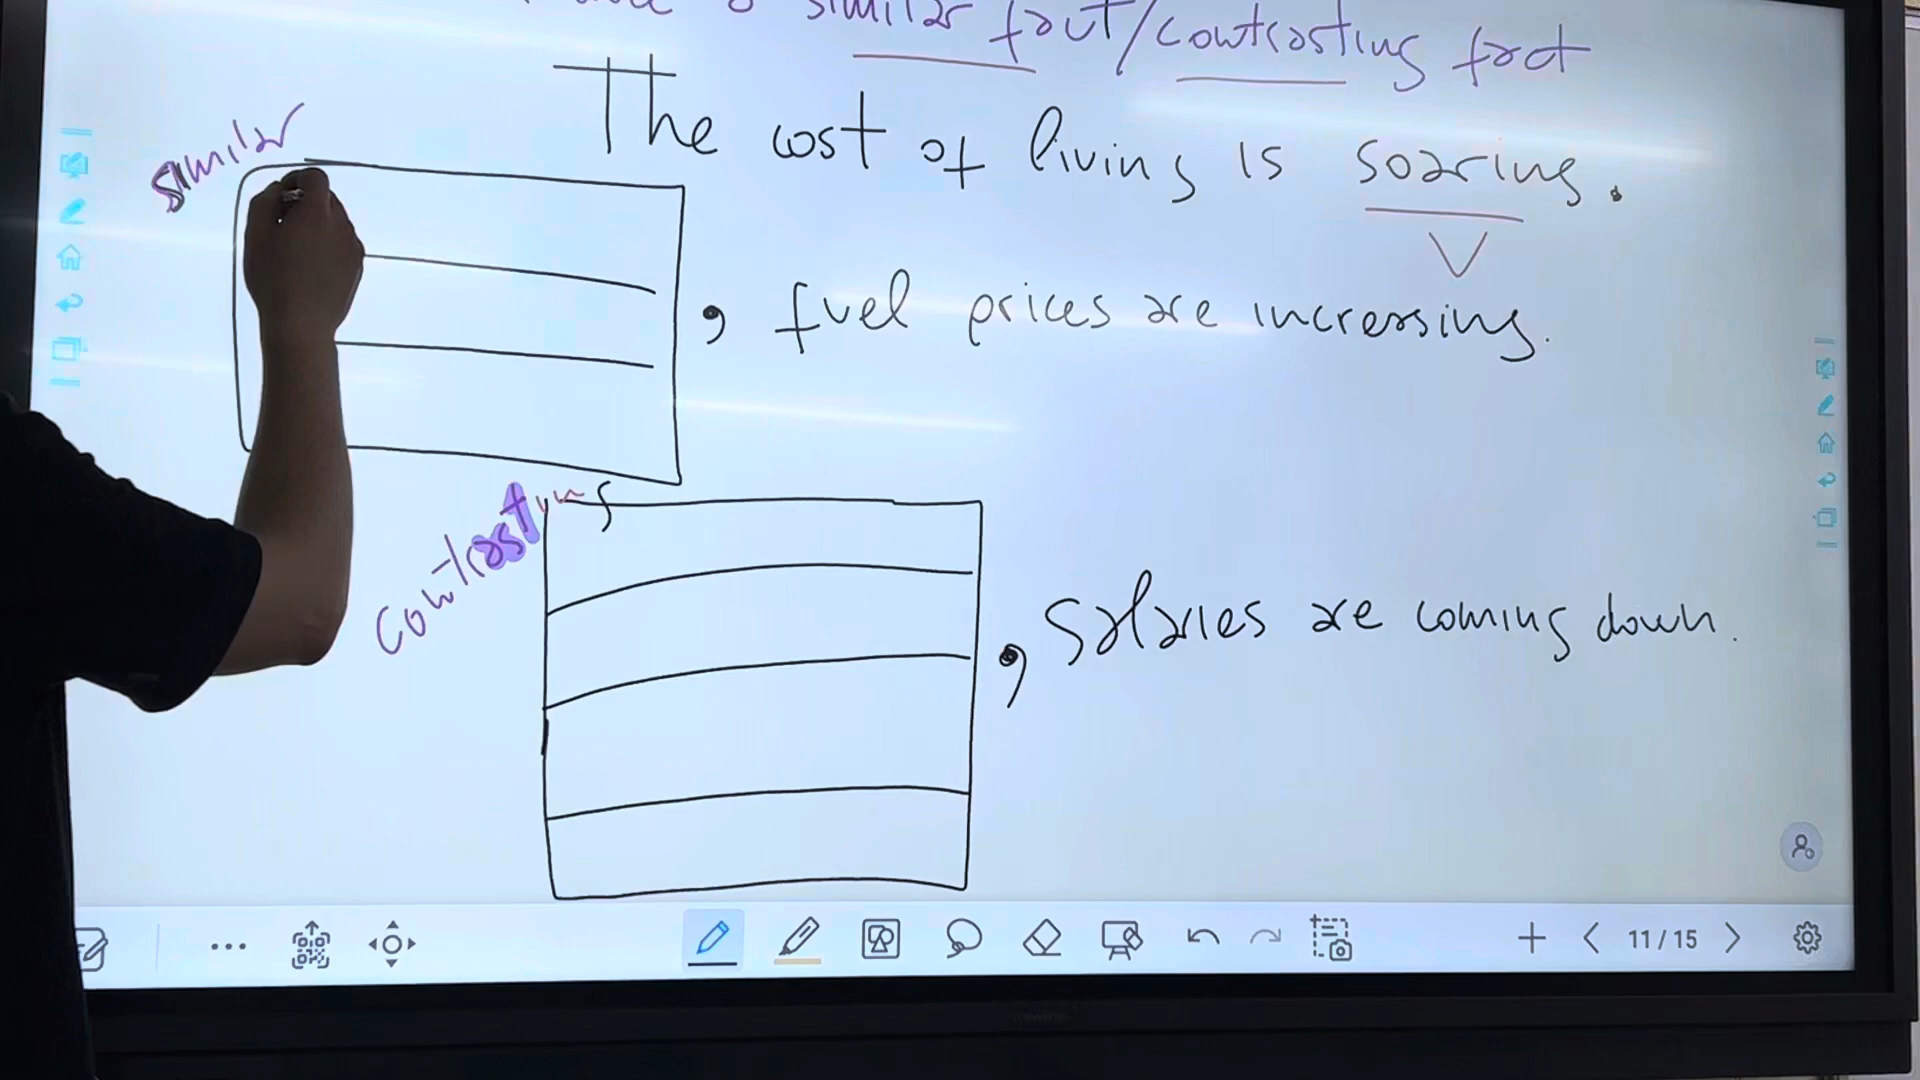 similar fact/contrasting fact
The cost of living is soaring.
similar
, fuel prices are increasing.
contrasting
, Salaries are coming down.
11/15